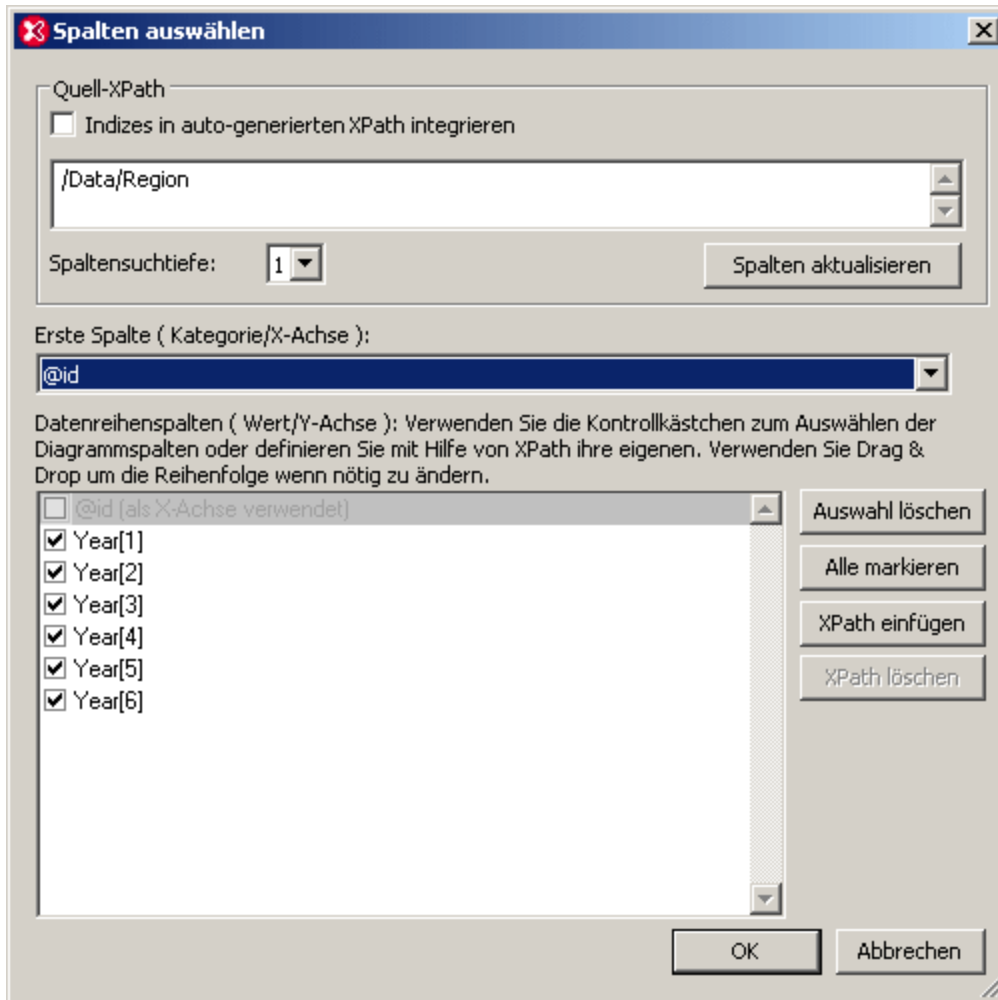 Spalten auswählen
Quell-XPath
Indizes in auto-generierten XPath integrieren
/Data/Region
Spaltensuchtiefe:
1
Spalten aktualisieren
Erste Spalte ( Kategorie/X-Achse ):
@id
Datenreihenspalten ( Wert/Y-Achse ): Verwenden Sie die Kontrollkästchen zum Auswählen der
Diagrammspalten oder definieren Sie mit Hilfe von XPath ihre eigenen. Verwenden Sie Drag &
Drop um die Reihenfolge wenn nötig zu ändern.
@id (als X-Achse verwendet)
Year[1]
Year[2]
Year[3]
Year[4]
Year[5]
Year[6]
Auswahl löschen
Alle markieren
XPath einfügen
XPath löschen
OK
Abbrechen